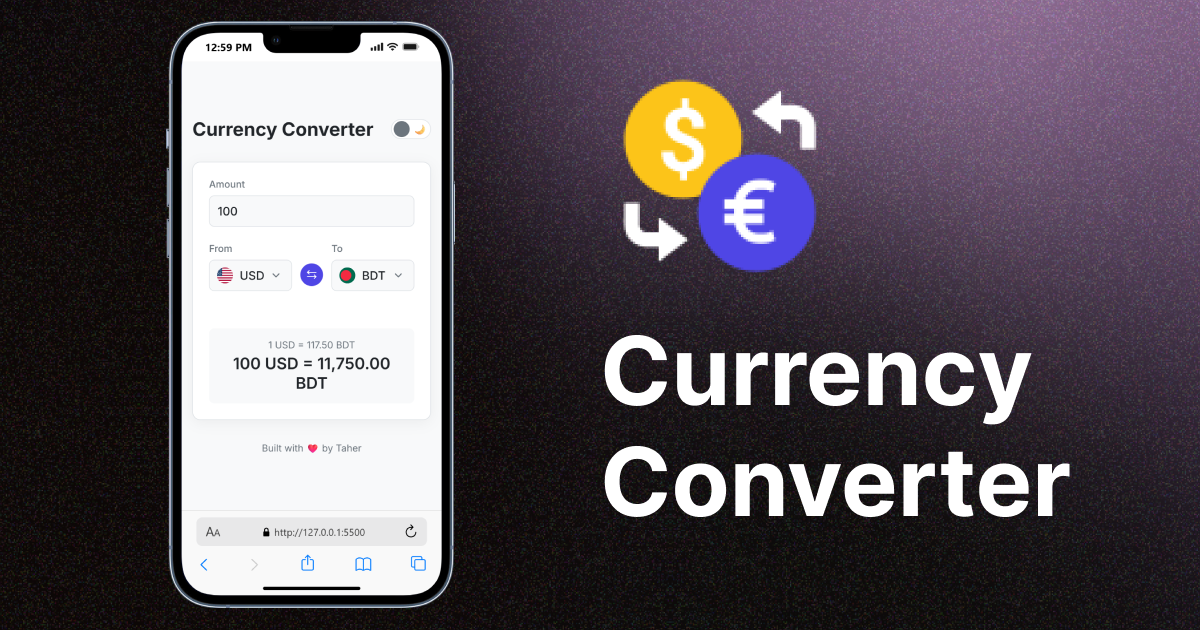 12:59 PM
Currency Converter
Amount
100
From
To
USD
BDT
1 USD = 117.50 BDT
100 USD = 11,750.00
BDT
Built with ❤ by Taher
AA
http://127.0.0.1:5500
$
€
Currency
Converter